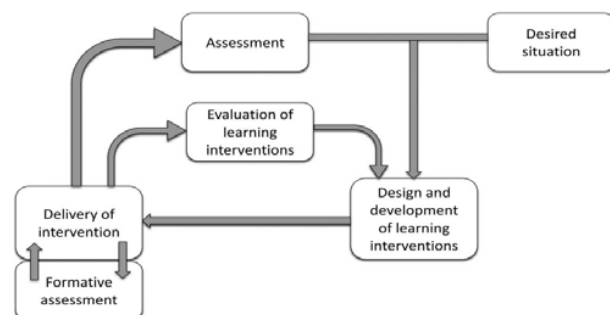 Assessment
Desired
situation
Evaluation of
learning
interventions
Design and
development
of learning
interventions
Delivery of
intervention
Formative
assessment